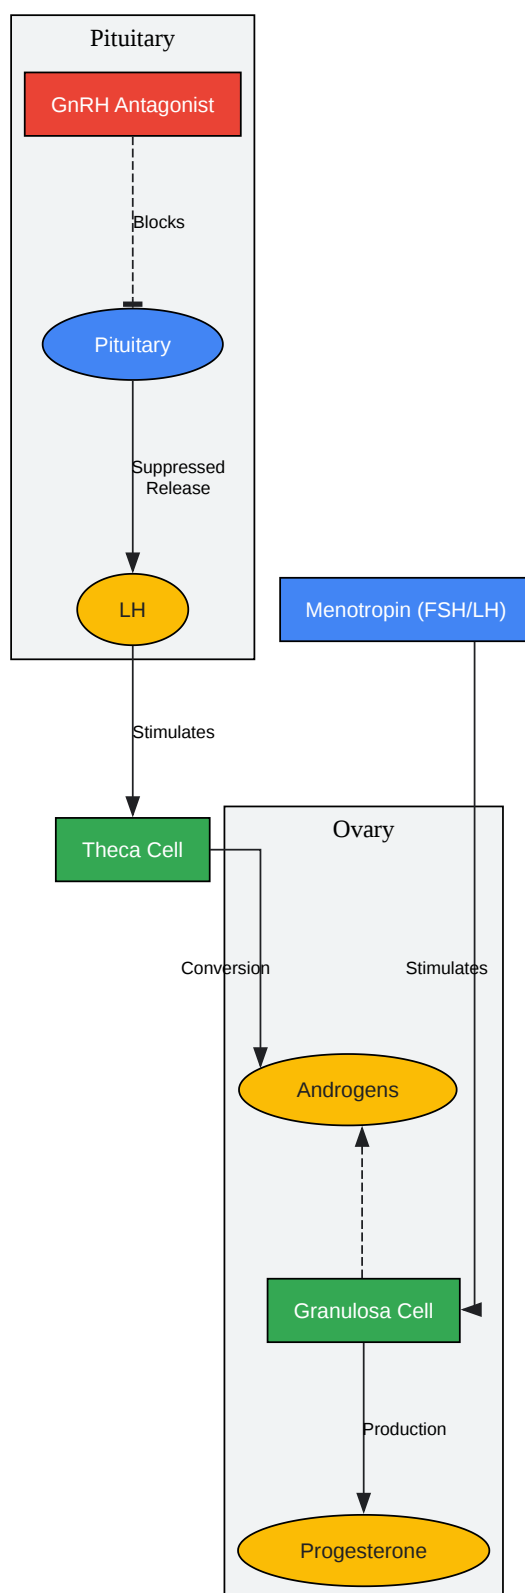 Pituitary
GnRH Antagonist
Blocks
Pituitary
Suppressed
Release
LH
Menotropin (FSH/LH)
Stimulates
Ovary
Theca Cell
Conversion
Stimulates
Androgens
Granulosa Cell
Production
Progesterone